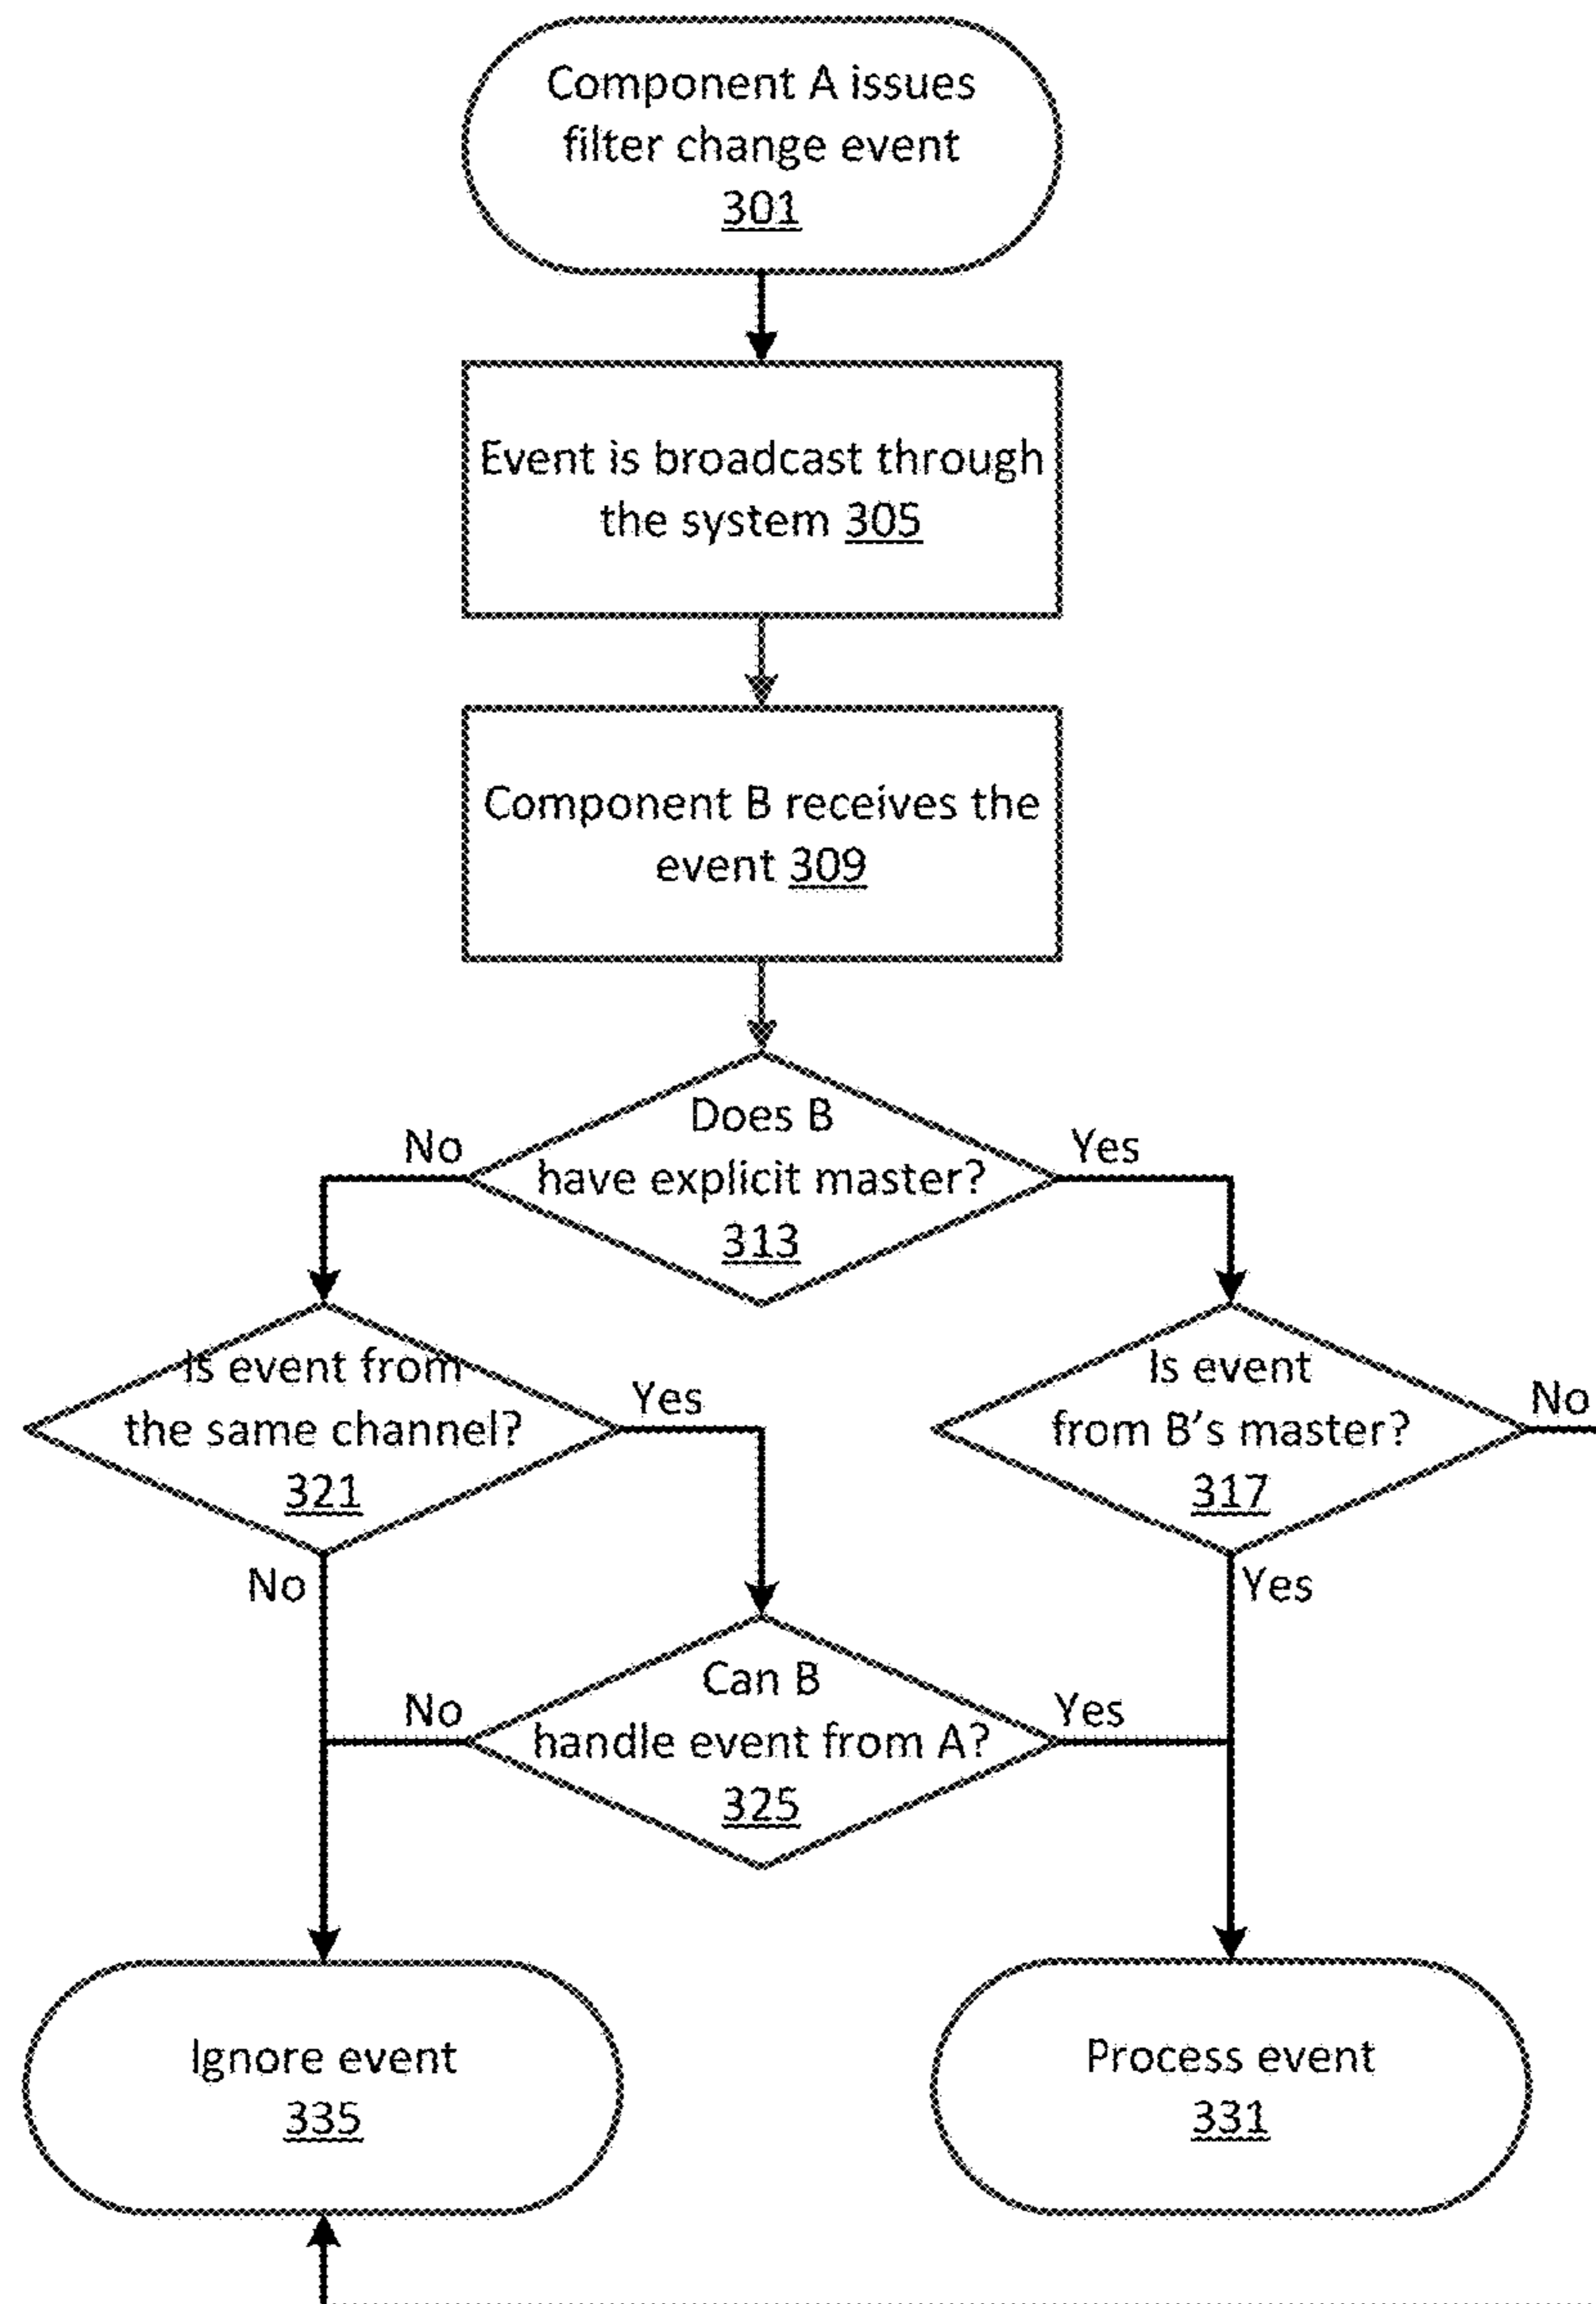 Component A issues
filter change event
301
Event is broadcast through
the system 305
Component B receives the
event 309
Does B
have explicit master?
313
No
Yes
Is event from
the same channel?
321
Yes
No
Is event
from B's master?
317
No
Yes
Can B
handle event from A?
325
No
Yes
Ignore event
335
Process event
331